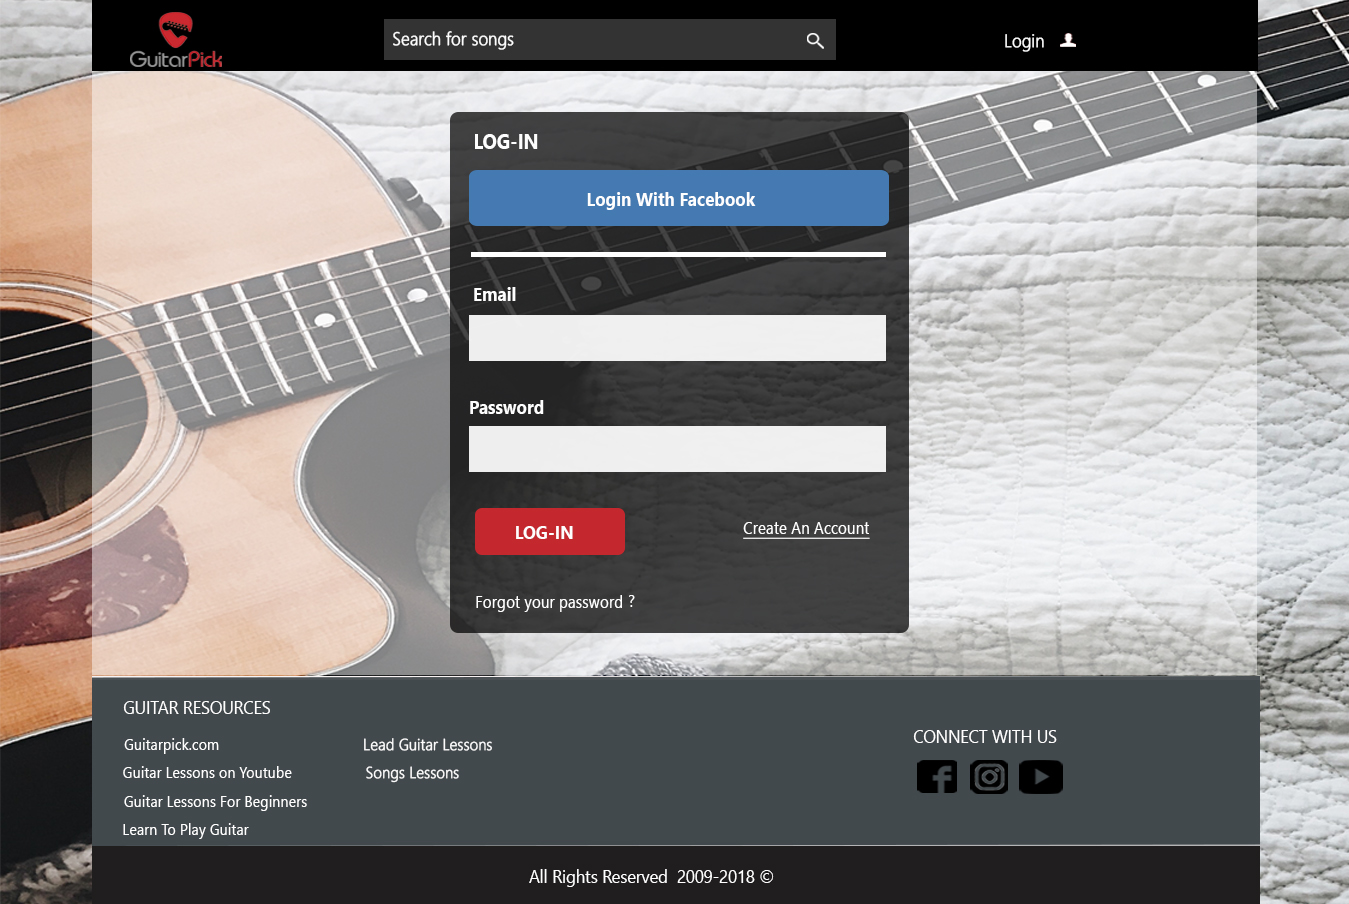 GuitarPick
Search for songs
Login
LOG-IN
Login With Facebook
Email
Password
LOG-IN
Create An Account
Forgot your password ?
GUITAR RESOURCES
Guitarpick.com
Guitar Lessons on Youtube
Guitar Lessons For Beginners
Learn To Play Guitar
Lead Guitar Lessons
Songs Lessons
CONNECT WITH US
All Rights Reserved 2009-2018 ©